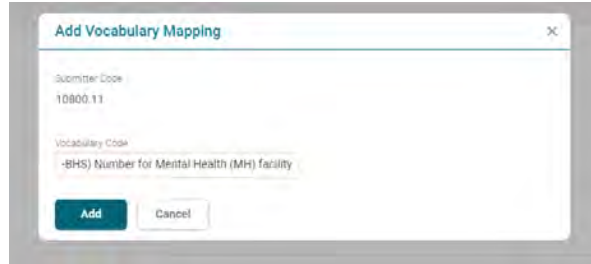 Add Vocabulary Mapping
Submitter Code
10800.11
Vocabulary Code
-BHS) Number for Mental Health (MH) facility
Add
Cancel